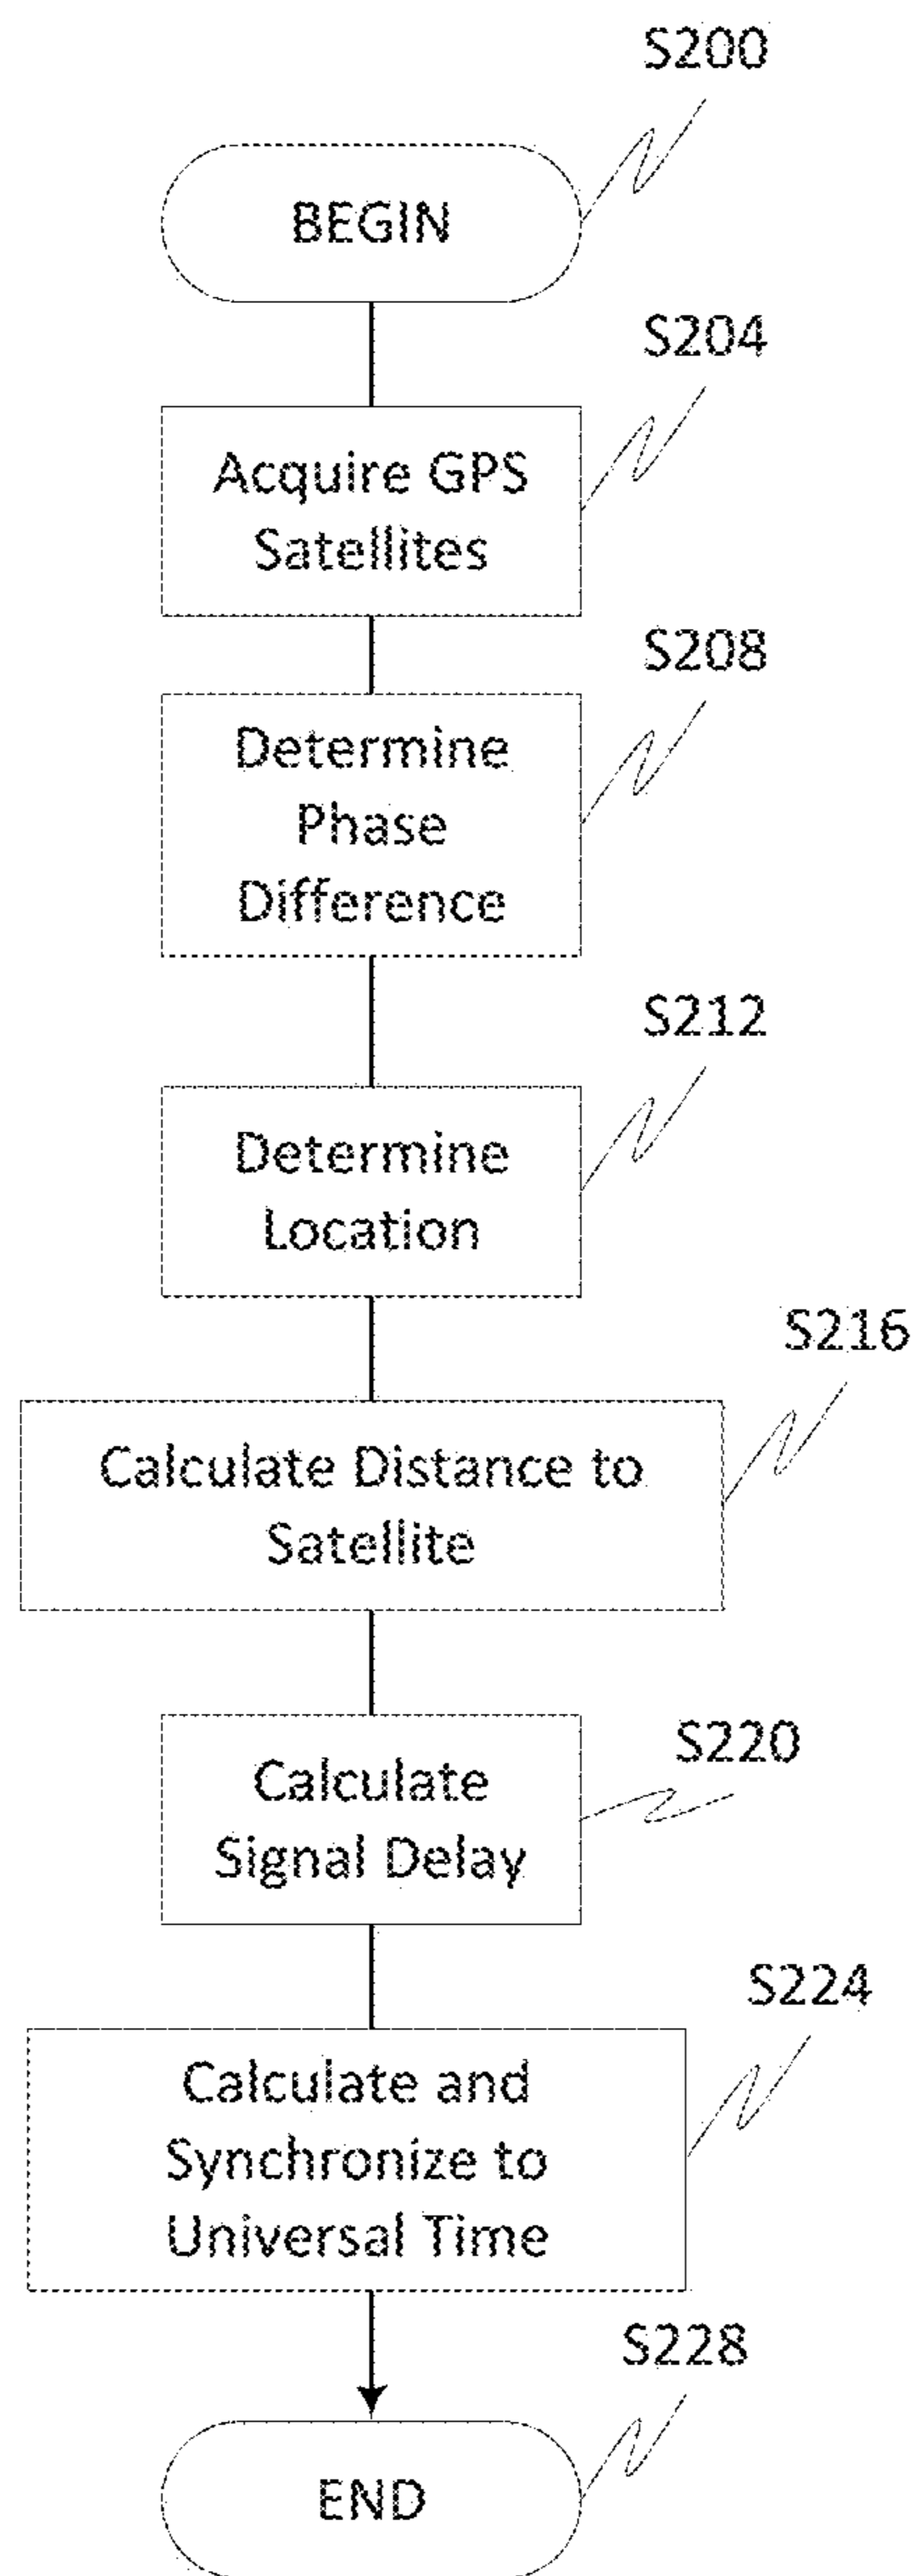 S200
BEGIN
S204
Acquire GPS
Satellites
S208
Determine
Phase
Difference
S212
Determine
Location
S216
Calculate Distance to
Satellite
S220
Calculate
Signal Delay
S224
Calculate and
Synchronize to
Universal Time
S228
END